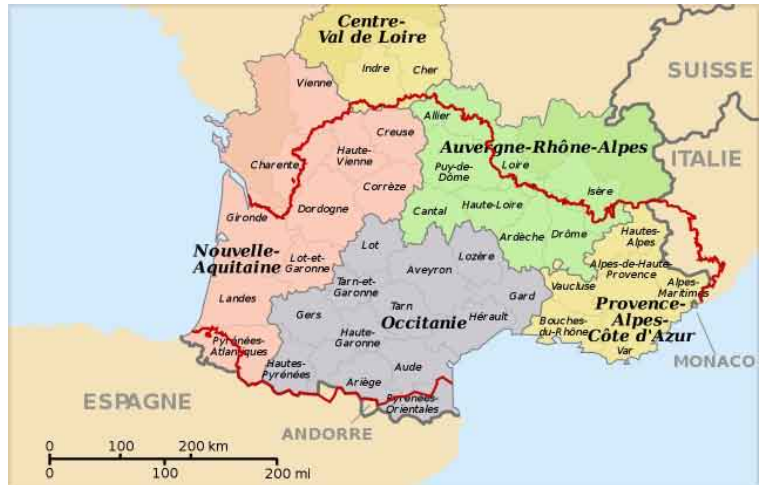 Centre-
Val de Loire
Indre
Cher
SUISSE
Vienne
Allier
Creuse
Auvergne-Rhône-Alpes
Haute-
Vienne
Charente
Puy-de-
Dôme
Loire
ITALIE
Isère
Corrèze
Gironde
Dordogne
Cantal
Haute-Loire
Ardèche
Drôme
Hautes-
Alpes
Nouvelle-
Aquitaine
Lot-et-
Garonne
Lot
Lozère
Aveyron
Alpes-de-Haute-
Provence
Alpes-
Maritimes
Vaucluse
Landes
Tarn-et-
Garonne
Tarn
Gard
Gers
Occitanie
Hérault
Provence-
Alpes-
Côte d'Azur
Bouches-
du-Rhône
Var
Haute-
Garonne
Pyrénées-
Atlantiques
Hautes-
Pyrénées
Aude
Ariège
Pyrénées-
Orientales
MONACO
ESPAGNE
ANDORRE
0 100 200 km
0 100 200 mi